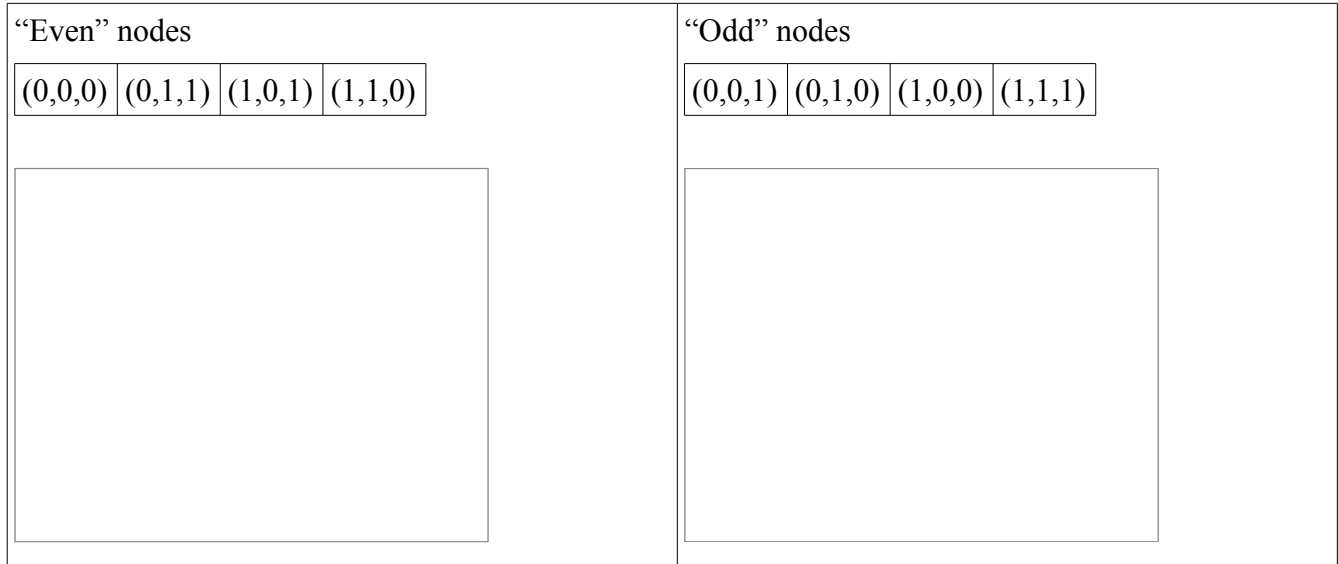 “Even” nodes
(0,0,0) (0,1,1) (1,0,1) (1,1,0)
“Odd” nodes
(0,0,1) (0,1,0) (1,0,0) (1,1,1)